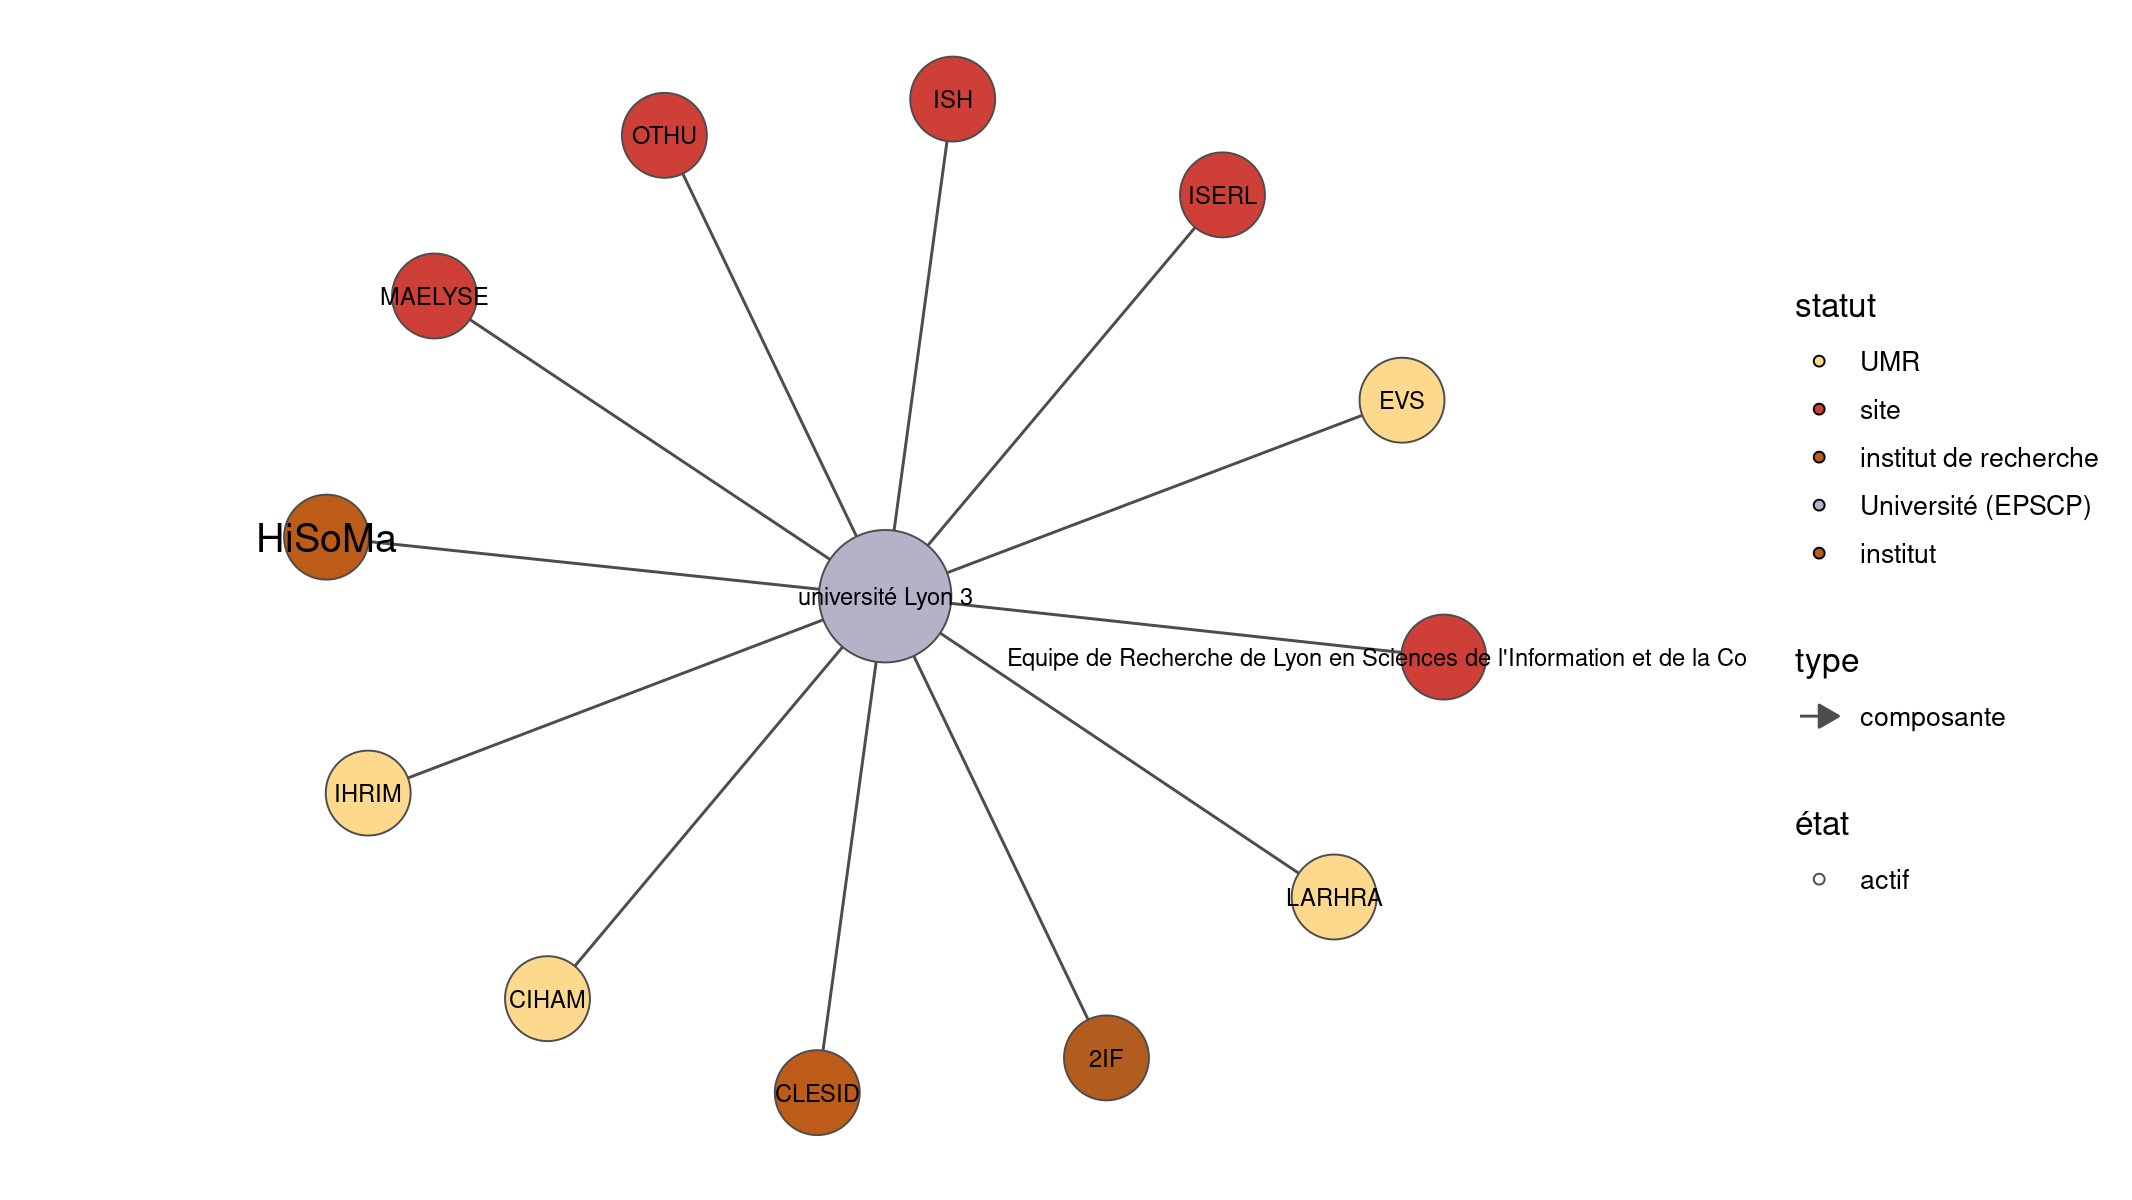 ISH
OTHU
ISERL
MAELYSE
EVS
HiSoMa
université Lyon 3
Equipe de Recherche de Lyon en Sciences de l'Information et de la Co
IHRIM
LARHRA
CIHAM
2IF
CLESID
statut
UMR
site
institut de recherche
Université (EPSCP)
institut
type
composante
état
actif